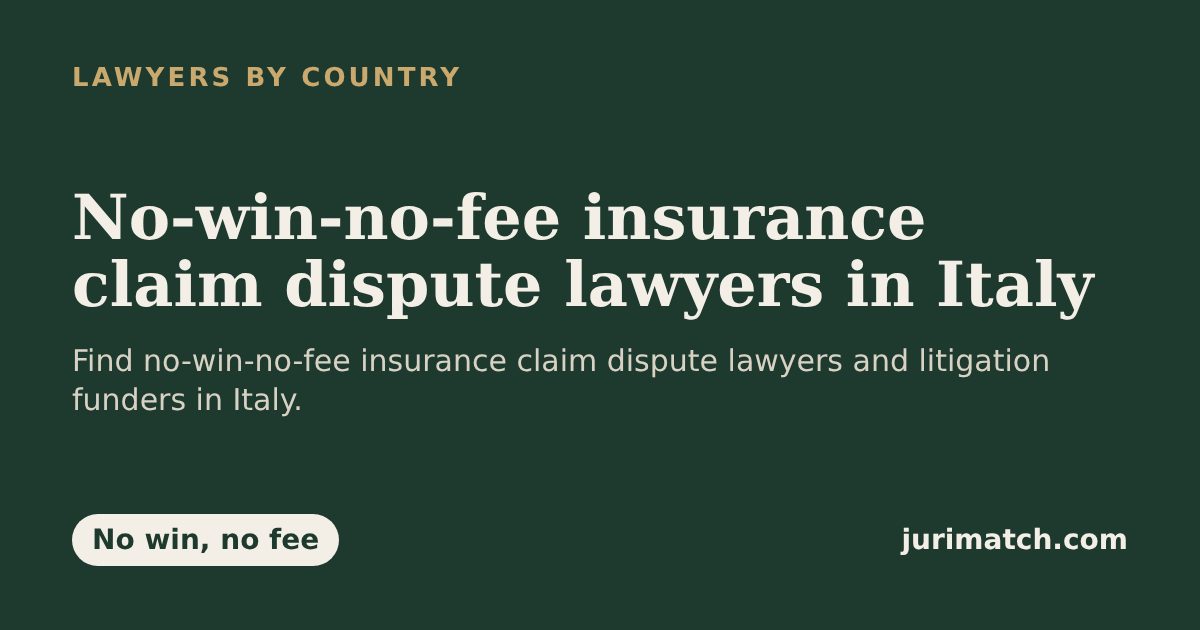 LAWYERS BY COUNTRY
No-win-no-fee insurance
claim dispute lawyers in Italy
Find no-win-no-fee insurance claim dispute lawyers and litigation
funders in Italy.
No win, no fee
jurimatch.com